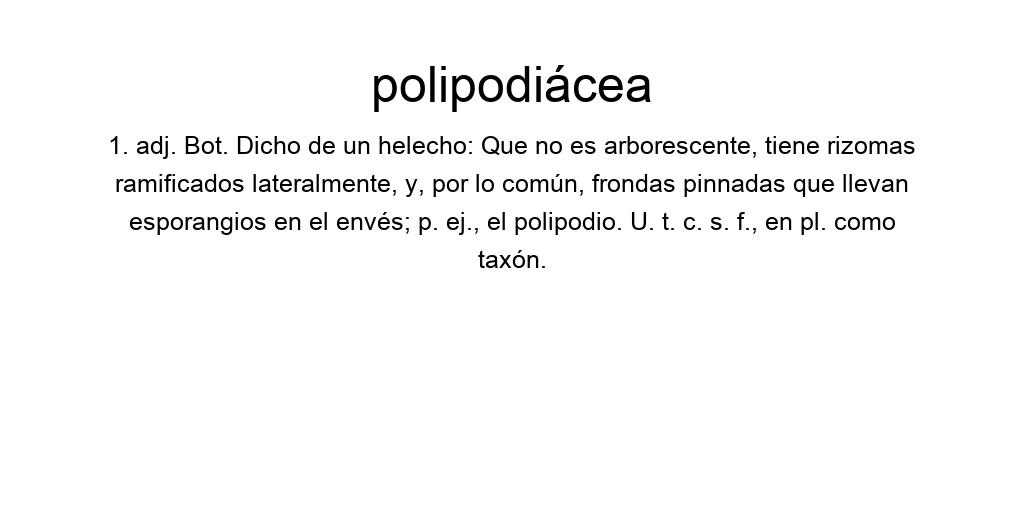 polipodiácea
1. adj. Bot. Dicho de un helecho: Que no es arborescente, tiene rizomas
ramificados lateralmente, y, por lo común, frondas pinnadas que llevan
esporangios en el envés; p. ej., el polipodio. U. t. c. s. f., en pl. como
taxón.